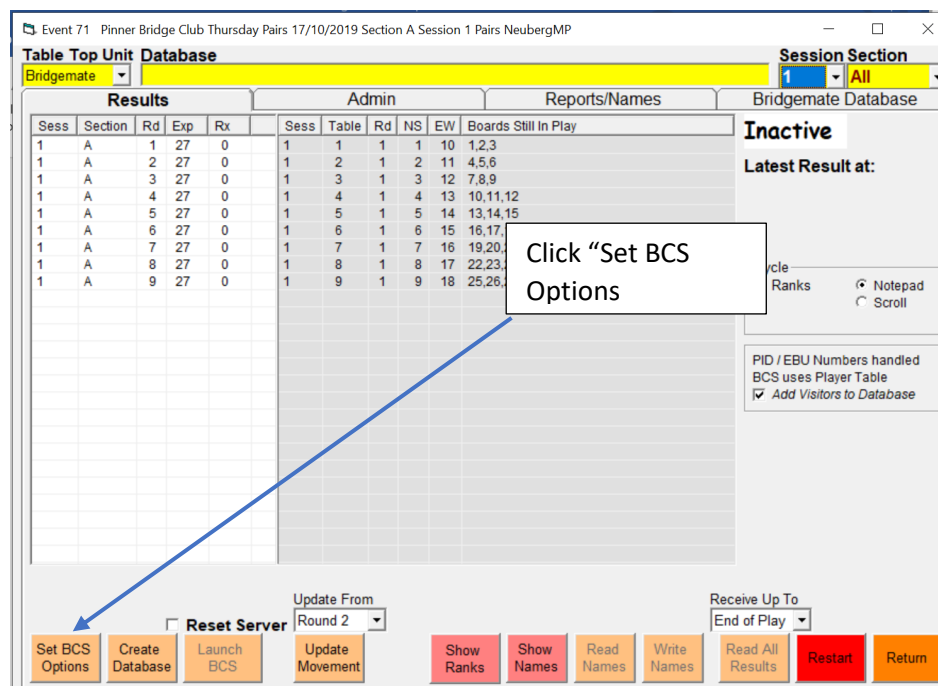 Event 71 Pinner Bridge Club Thursday Pairs 17/10/2019 Section A Session 1 Pairs NeubergMP
Table Top Unit Database
Session Section
Bridgemate
1 All
Results Admin Reports/Names Bridgemate Database
Sess Section Rd Exp Rx
1 A 1 27 0
1 A 2 27 0
1 A 3 27 0
1 A 4 27 0
1 A 5 27 0
1 A 6 27 0
1 A 7 27 0
1 A 8 27 0
1 A 9 27 0
Sess Table Rd NS EW Boards Still In Play
1 1 1 1 10 1,2,3
1 2 1 2 11 4,5,6
1 3 1 3 12 7,8,9
1 4 1 4 13 10,11,12
1 5 1 5 14 13,14,15
1 6 1 6 15 16,17,
1 7 1 7 16 19,20,
1 8 1 8 17 22,23,
1 9 1 9 18 25,26,
Inactive
Latest Result at:
Click “Set BCS
Options
ycle
Ranks
Notepad
Scroll
PID / EBU Numbers handled
BCS uses Player Table
Add Visitors to Database
Reset Server
Update From
Round 2
Receive Up To
End of Play
Set BCS
Options
Create
Database
Launch
BCS
Update
Movement
Show
Ranks
Show
Names
Read
Names
Write
Names
Read All
Results
Restart
Return